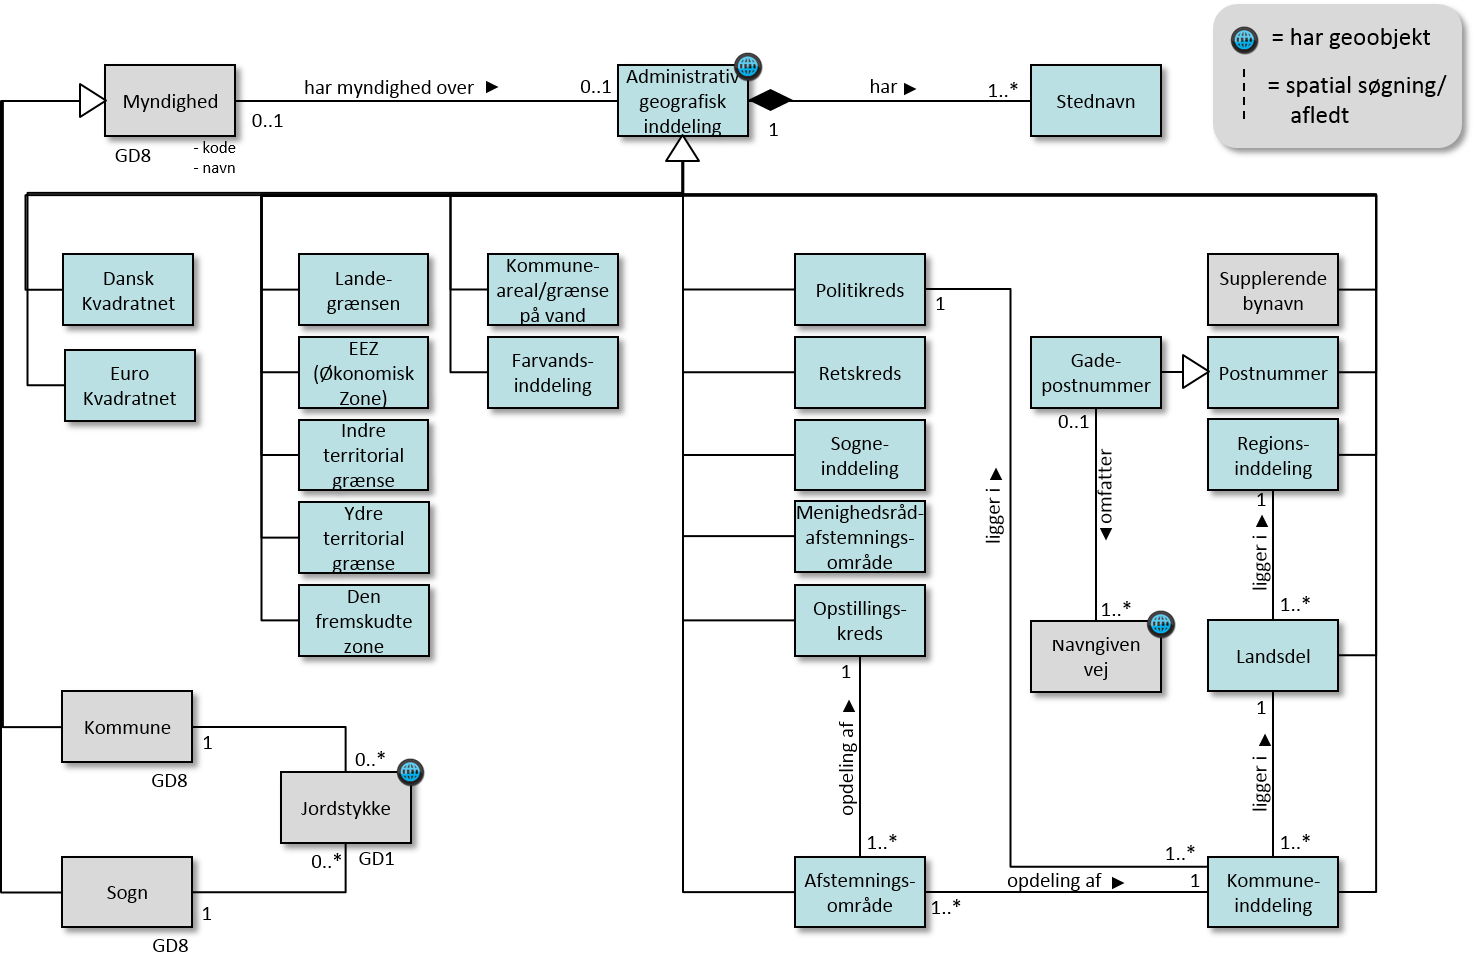 = har geoobjekt
= spatial søgning/
afledt
Myndighed
GD8
- kode
- navn
har myndighed over ►
0..1
0..1
Administrativ
geografisk
inddeling
1
har ►
1..*
Stednavn
Dansk
Kvadratnet
Euro
Kvadratnet
Lande-
grænsen
EEZ
(Økonomisk
Zone)
Indre
territorial
grænse
Ydre
territorial
grænse
Den
fremskudte
zone
Kommune-
areal/grænse
på vand
Farvands-
inddeling
Politikreds
1
Retskreds
Sogne-
inddeling
Menighedsråd-
afstemnings-
område
Opstillings-
kreds
1
opdeling af ►
1..*
Afstemnings-
område
1..*
opdeling af ►
1
ligger i ►
1..*
Gade-
postnummer
0..1
◄omfatter
1..*
Navngiven
vej
Supplerende
bynavn
Postnummer
Regions-
inddeling
1
ligger i ►
1..*
Landsdel
1
ligger i ►
1..*
Kommune-
inddeling
Kommune
1
GD8
0..*
Jordstykke
GD1
0..*
Sogn
1
GD8